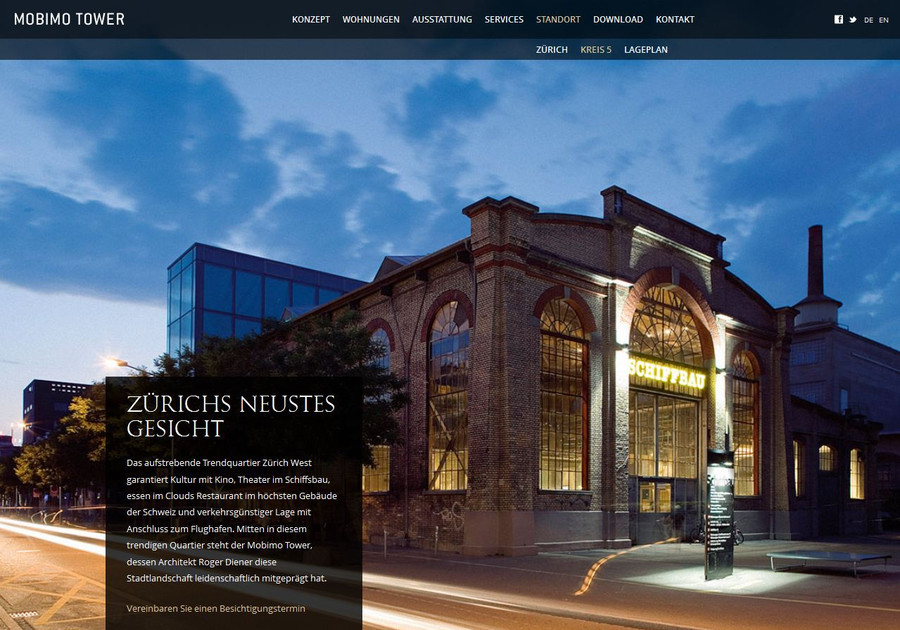 MOBIMO TOWER
KONZEPT WOHNUNGEN AUSSTATTUNG SERVICES STANDORT DOWNLOAD KONTAKT
DE EN
ZÜRICH KREIS 5 LAGEPLAN
SCHIFFBAU
ZÜRICHS NEUSTES
GESICHT
Das aufstrebende Trendquartier Zürich West
garantiert Kultur mit Kino, Theater im Schiffsbau,
essen im Clouds Restaurant im höchsten Gebäude
der Schweiz und verkehrsgünstiger Lage mit
Anschluss zum Flughafen. Mitten in diesem
trendigen Quartier steht der Mobimo Tower,
dessen Architekt Roger Diener diese
Stadtlandschaft leidenschaftlich mitgeprägt hat.
Vereinbaren Sie einen Besichtigungstermin